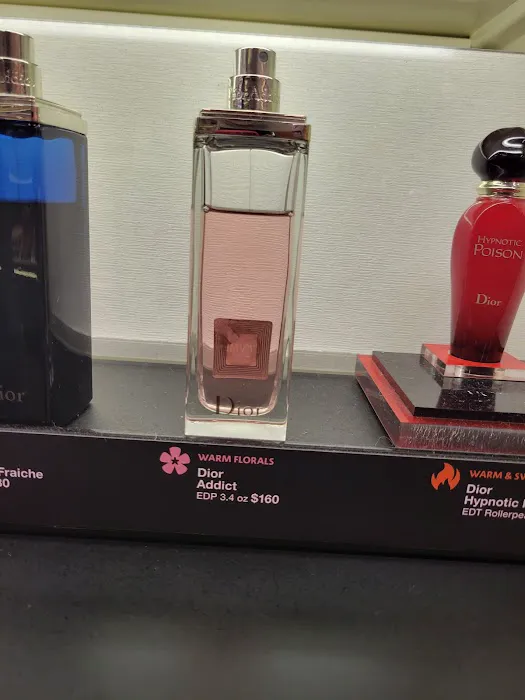 HYPNOTIC
POISON
Dior
Dior
ior
Fraiche
WARM FLORALS
Dior
Addict
EDP 3.4 oz $160
WARM & SW
Dior
Hypnotic
EDT Rollerpe